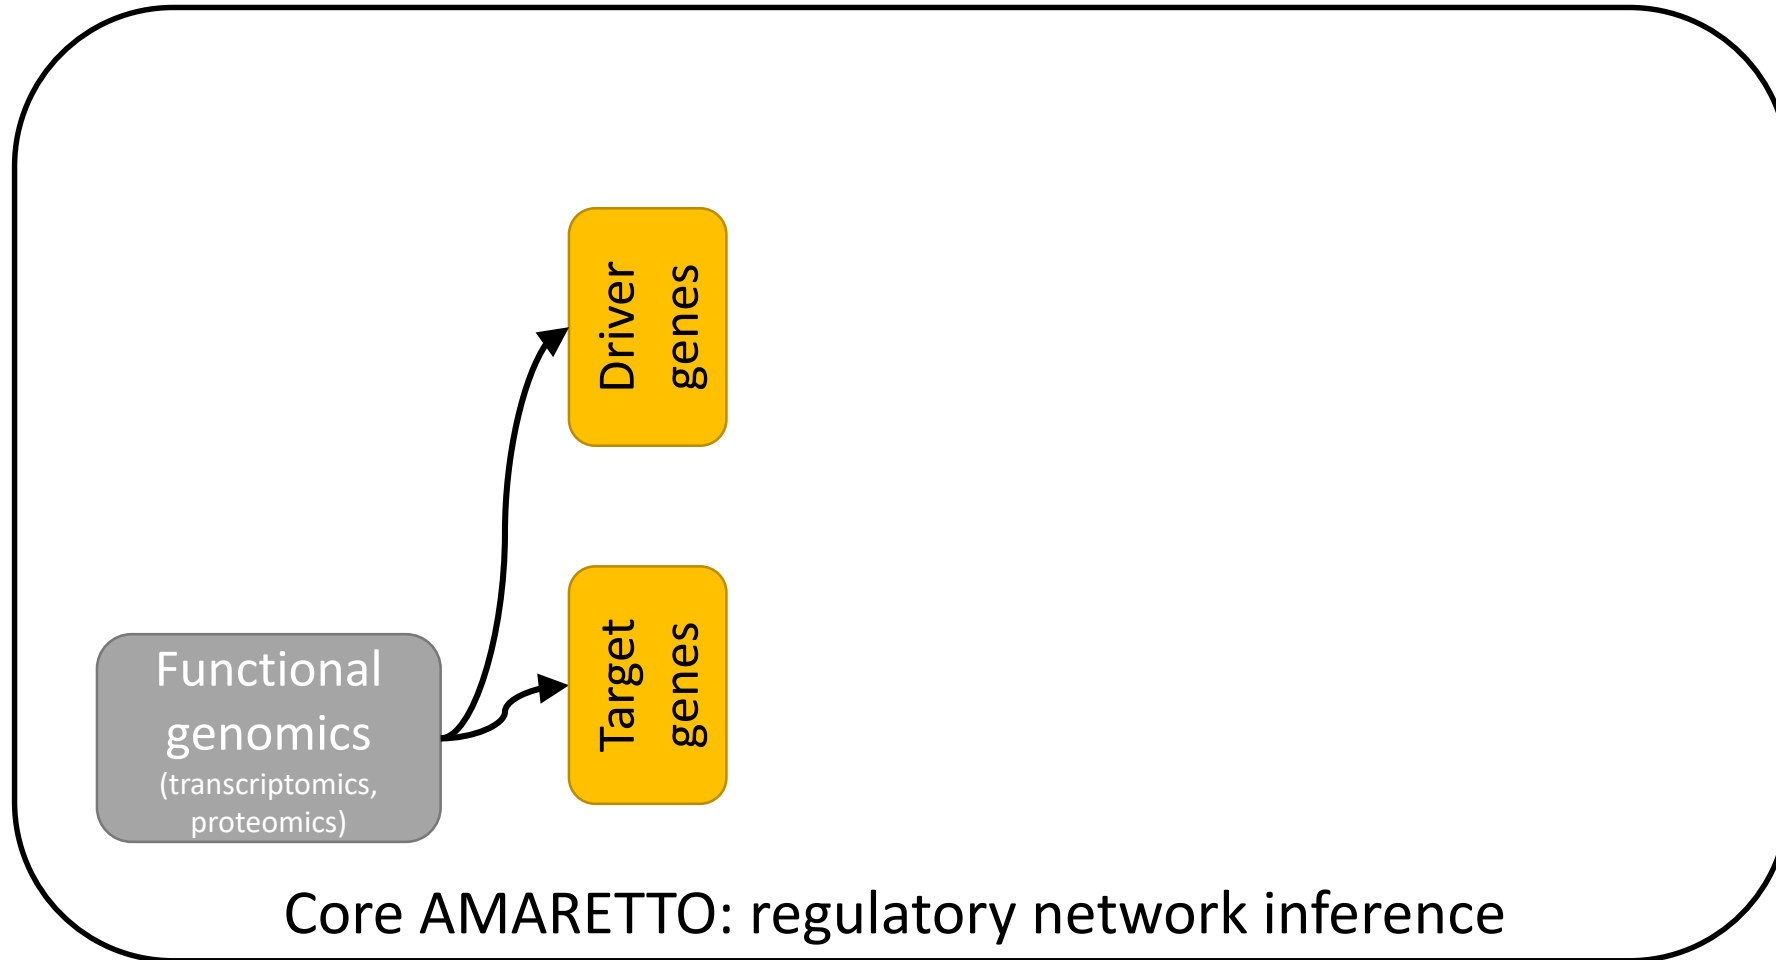 Driver
genes
Target
genes
Functional
genomics
(transcriptomics,
proteomics)
Core AMARETTO: regulatory network inference